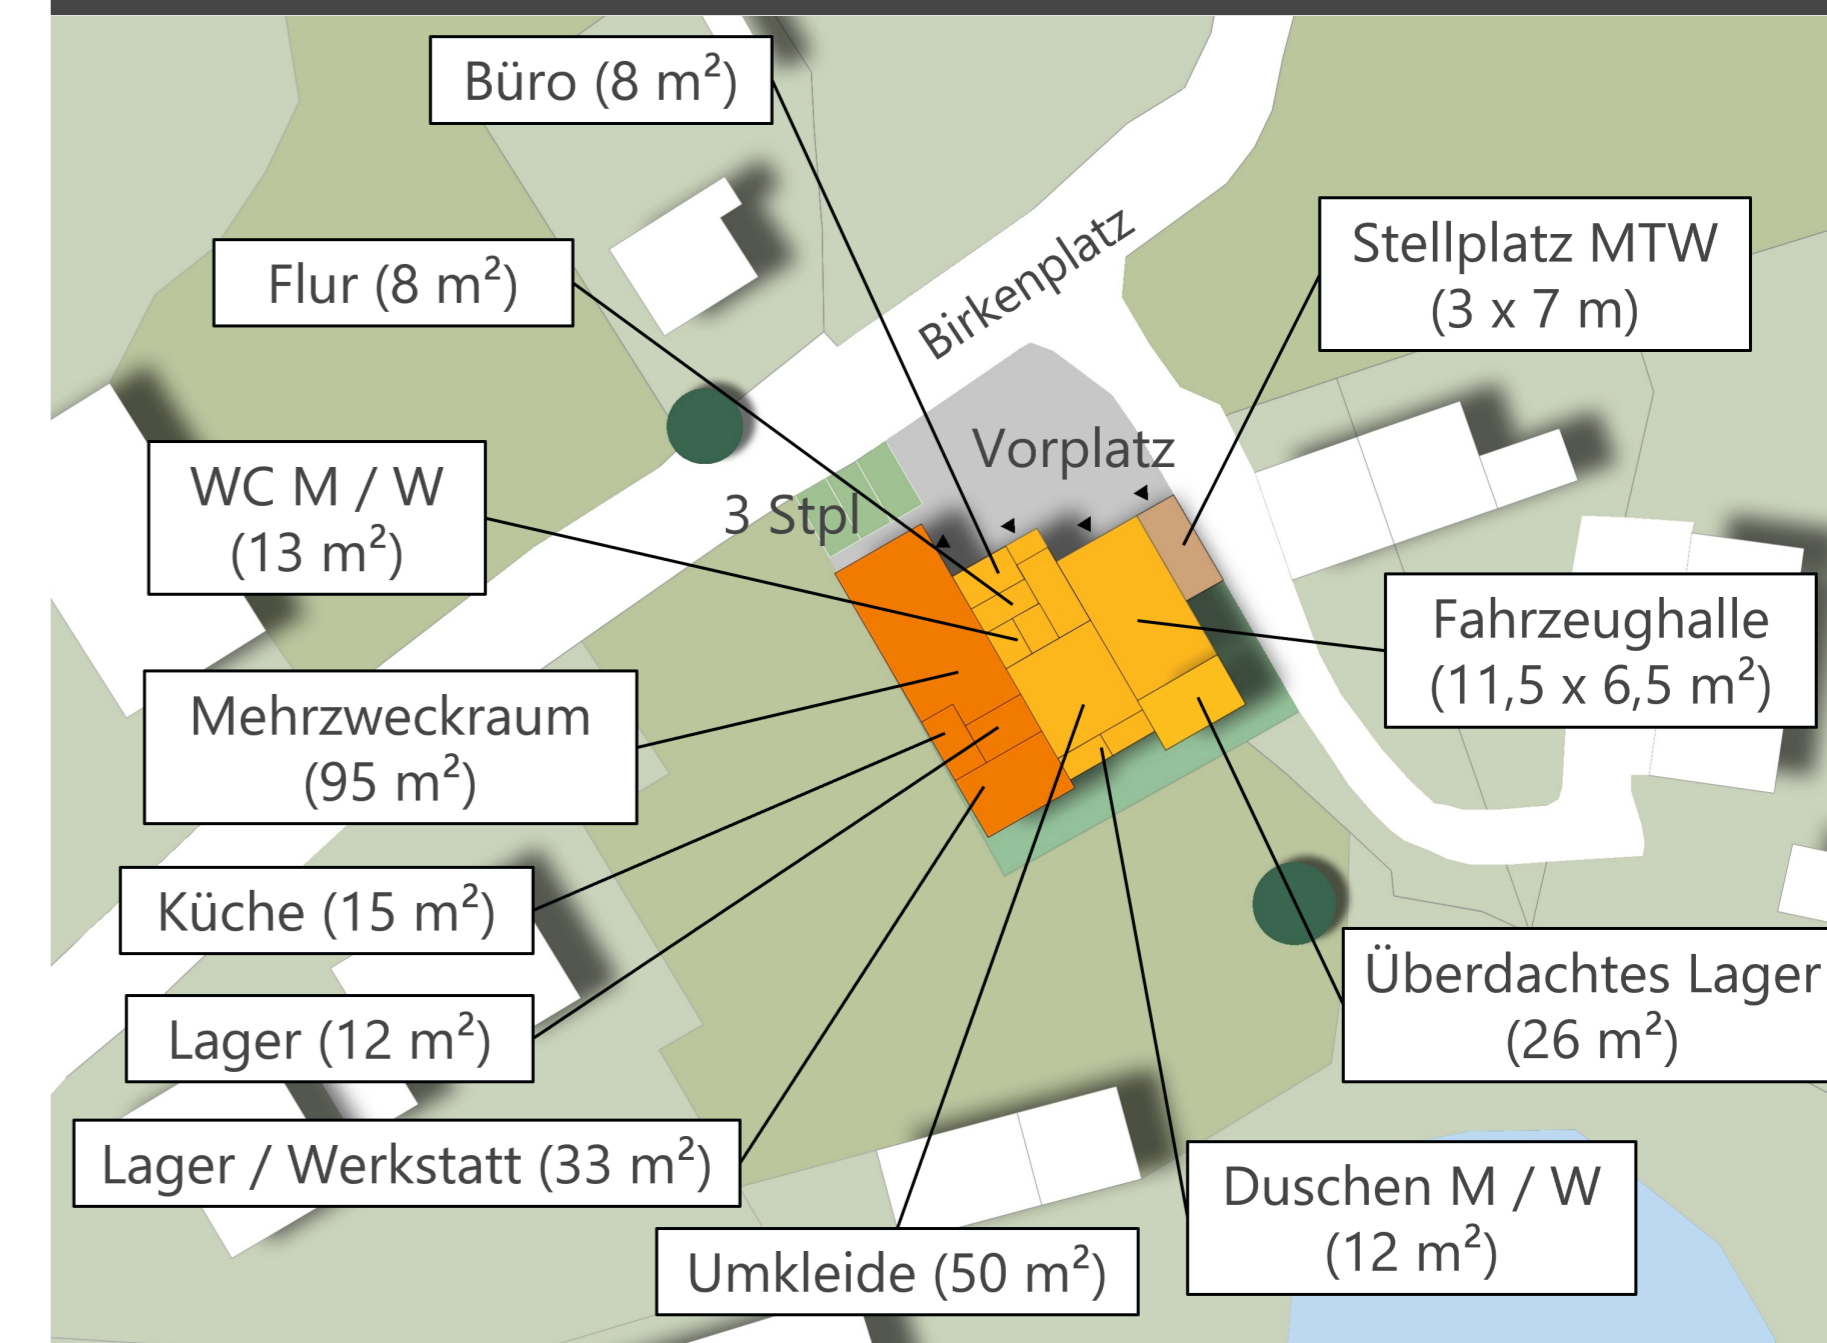 Büro (8 m²)
Flur (8 m²)
Birkenplatz
Stellplatz MTW
(3 x 7 m)
Vorplatz
3 Stpl
WC M / W
(13 m²)
Fahrzeughalle
(11,5 x 6,5 m²)
Mehrzweckraum
(95 m²)
Küche (15 m²)
Überdachtes Lager
(26 m²)
Lager (12 m²)
Lager / Werkstatt (33 m²)
Duschen M / W
(12 m²)
Umkleide (50 m²)